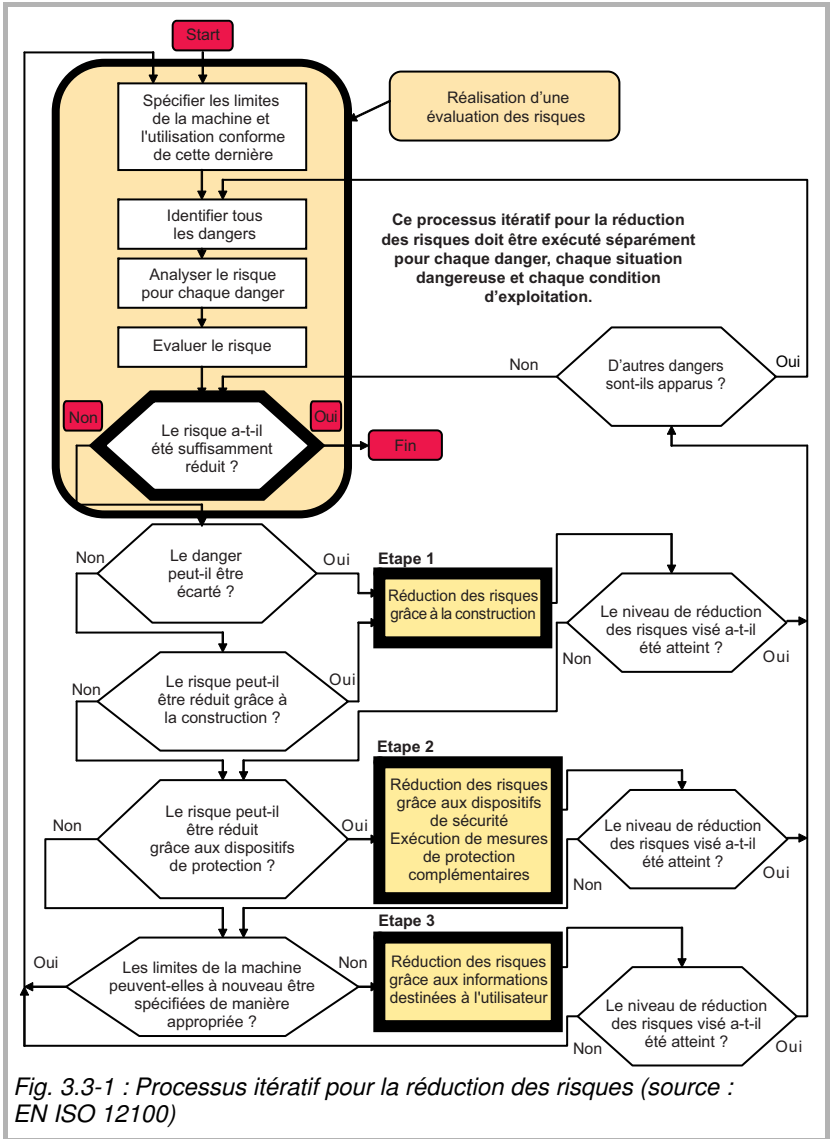 Start
Spécifier les limites
de la machine et
l'utilisation conforme
de cette dernière
Réalisation d’une
évaluation des risques
Identifier tous
les dangers
Ce processus itératif pour la réduction
des risques doit être exécuté séparément
pour chaque danger, chaque situation
dangereuse et chaque condition
d’exploitation.
Analyser le risque
pour chaque danger
Evaluer le risque
Non
D’autres dangers
sont-ils apparus ?
Oui
Non
Oui
Le risque a-t-il
été suffisamment
réduit ?
Fin
Non
Le danger
peut-il être
écarté ?
Oui
Etape 1
Réduction des risques
grâce à la construction
Le niveau de réduction
des risques visé a-t-il
été atteint ?
Non
Oui
Non
Le risque peut-il
être réduit grâce à
la construction ?
Oui
Etape 2
Réduction des risques
grâce aux dispositifs
de sécurité
Exécution de mesures
de protection
complémentaires
Non
Le risque peut-il
être réduit
grâce aux dispositifs
de protection ?
Oui
Le niveau de réduction
des risques visé a-t-il
été atteint ?
Non
Oui
Etape 3
Oui
Les limites de la machine
peuvent-elles à nouveau être
spécifiées de manière
appropriée ?
Non
Réduction des risques
grâce aux informations
destinées à l'utilisateur
Le niveau de réduction
des risques visé a-t-il
été atteint ?
Non
Oui
Fig. 3.3-1 : Processus itératif pour la réduction des risques (source :
EN ISO 12100)